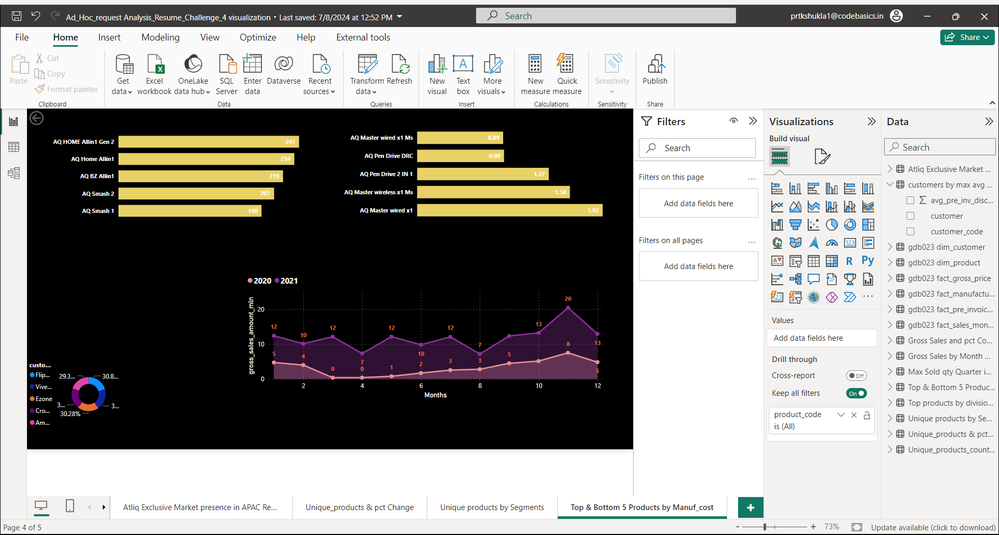 Ad_Hoc_request Analysis_Resume_Challenge_4 visualization • Last saved: 7/8/2024 at 12:52 PM
Search
prtkshukla1@codebasics.in
File Home Insert Modeling View Optimize Help External tools
Share
Paste
Cut
Copy
Format painter
Clipboard
Get data
Excel workbook
OneLake data hub
SQL Server
Enter data
Dataverse
Recent sources
Data
Transform data
Refresh
Queries
New visual
Text box
More visuals
Insert
New measure
Quick measure
Calculations
Sensitivity
Sensitivity
Publish
Share
AQ HOME Allin1 Gen 2 241
AQ Home Allin1 234
AQ BZ Allin1 219
AQ Smash 2 207
AQ Smash 1 190
AQ Master wired x1 Ms 0.89
AQ Pen Drive DRC 0.90
AQ Pen Drive 2 IN 1 1.37
AQ Master wireless x1 Ms 1.58
AQ Master wired x1 1.92
2020 2021
gross_sales_amount_mln
20
10
0
12 10 12 7 12 10 12 7 13 20 13
5 4 0 0 1 2 3 3 5 8 5
2 4 6 8 10 12
Months
custo...
Flip...
Vive...
Ezone
Cro...
Am...
29.3...
30.8...
3...
3...
30.28%
Filters
Search
Filters on this page ...
Add data fields here
Filters on all pages ...
Add data fields here
Visualizations
Build visual
123
R
Py
123
...
Values
Add data fields here
Drill through
Cross-report Off
Keep all filters On
product_code
is (All)
Data
Search
Atliq Exclusive Market ...
customers by max avg ...
avg_pre_inv_disc...
customer
customer_code
gdb023 dim_customer
gdb023 dim_product
gdb023 fact_gross_price
gdb023 fact_manufactu...
gdb023 fact_pre_invoic...
gdb023 fact_sales_mon...
Gross Sales and pct Co...
Gross Sales by Month ...
Max Sold qty Quarter i...
Top & Bottom 5 Produc...
Top products by divisio...
Unique products by Se...
Unique_products & pct...
Unique_products_count...
Atliq Exclusive Market presence in APAC Re...
Unique_products & pct Change
Unique products by Segments
Top & Bottom 5 Products by Manuf_cost
+
Page 4 of 5
- + 73%
Update available (click to download)